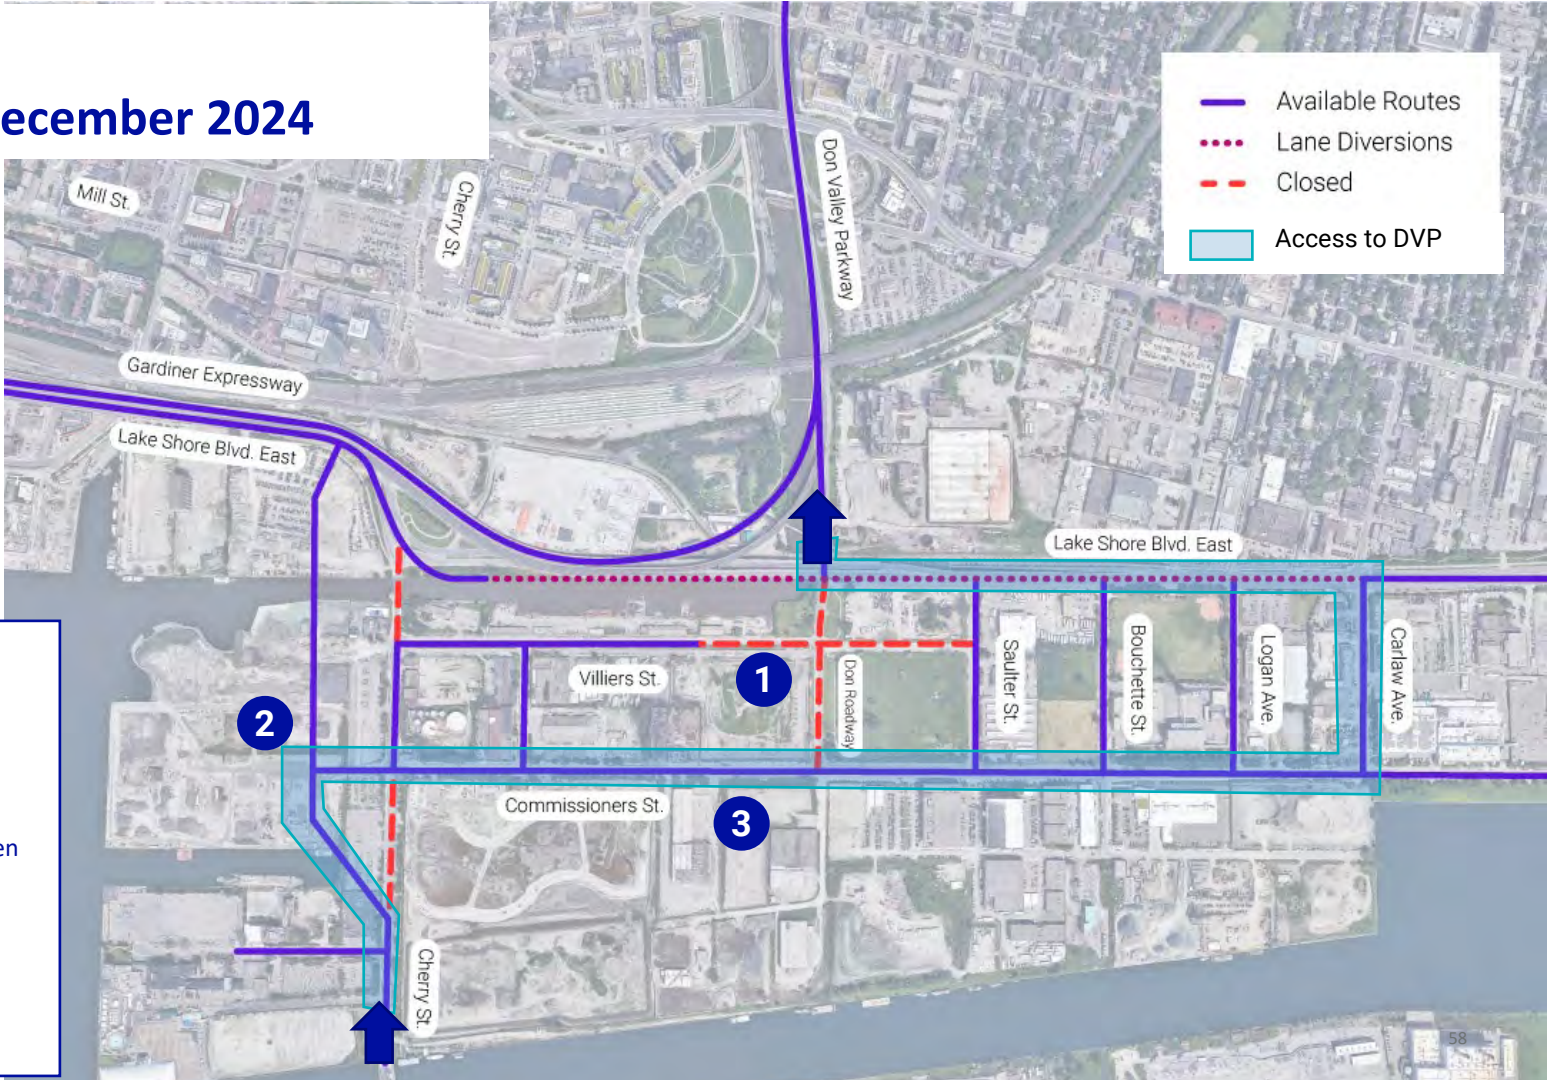 ecember 2024
Available Routes
Lane Diversions
Closed
Access to DVP
Mill St.
Cherry St.
Don Valley Parkway
Gardiner Expressway
Lake Shore Blvd. East
Lake Shore Blvd. East
Villiers St.
1
Don Roadway
Saulter St.
Bouchette St.
Logan Ave.
Carlaw Ave.
2
Commissioners St.
3
en
Cherry St.
58